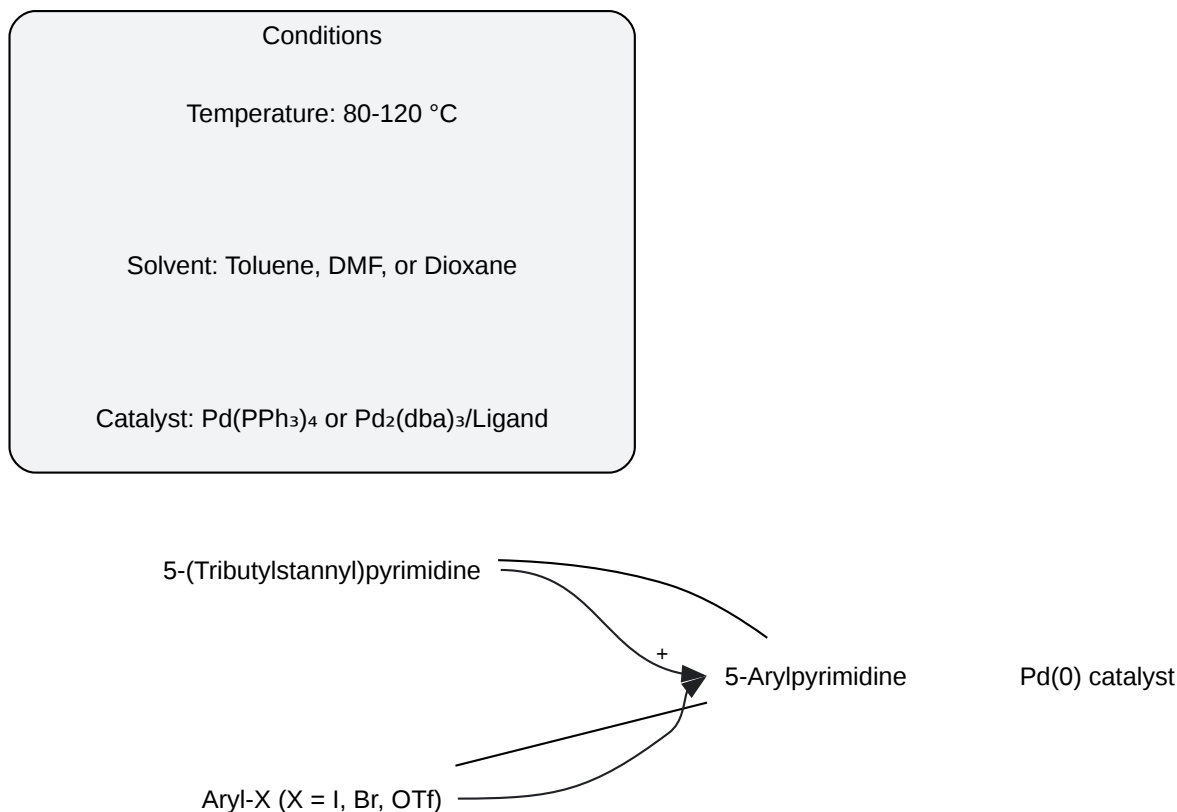 Conditions
Temperature: 80-120 °C
Solvent: Toluene, DMF, or Dioxane
Catalyst: Pd(PPh₃)₄ or Pd₂(dba)₃/Ligand
5-(Tributylstannyl)pyrimidine
+
5-Arylpyrimidine
Pd(0) catalyst
Aryl-X (X = I, Br, OTf)